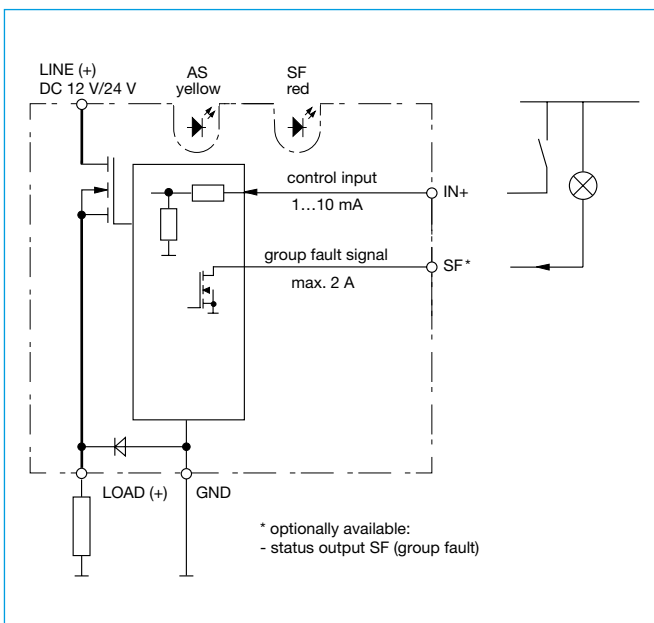 LINE (+)
DC 12 V/24 V
AS
yellow
SF
red
control input
1...10 mA
IN+
group fault signal
max. 2 A
SF*
LOAD (+)
GND
* optionally available:
- status output SF (group fault)